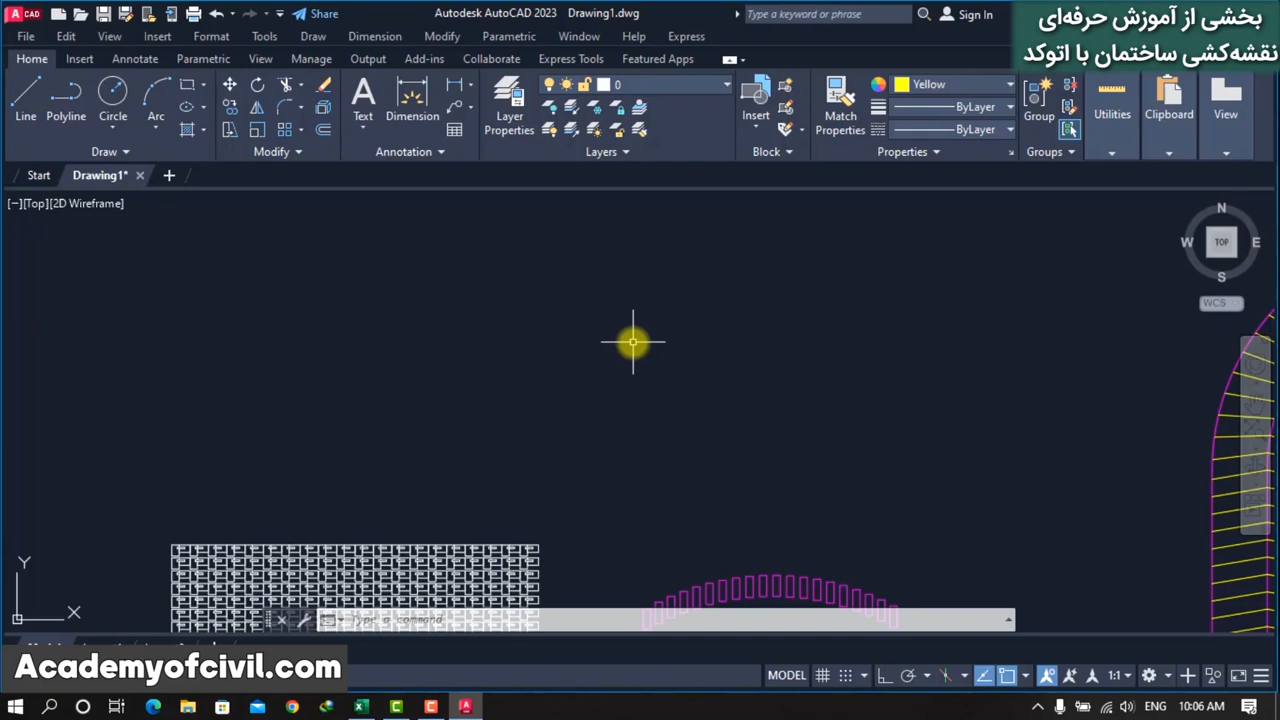 CAD
Share
Autodesk AutoCAD 2023 Drawing1.dwg
Type a keyword or phrase
Sign In
بخشی از آموزش حرفه‌ای
نقشه‌کشی ساختمان با اتوکد
File Edit View Insert Format Tools Draw Dimension Modify Parametric Window Help Express
Home Insert Annotate Parametric View Manage Output Add-ins Collaborate Express Tools Featured Apps
0
Yellow
ByLayer
ByLayer
Line Polyline Circle Arc
Text Dimension
Layer Properties
Insert
Match Properties
Group
Utilities Clipboard View
Draw Modify Annotation Layers Block Properties Groups
Start Drawing1*
[−][Top][2D Wireframe]
N
W TOP E
S
WCS
Y
X
Type a command
Academyofcivil.com
MODEL
1:1
ENG 10:06 AM